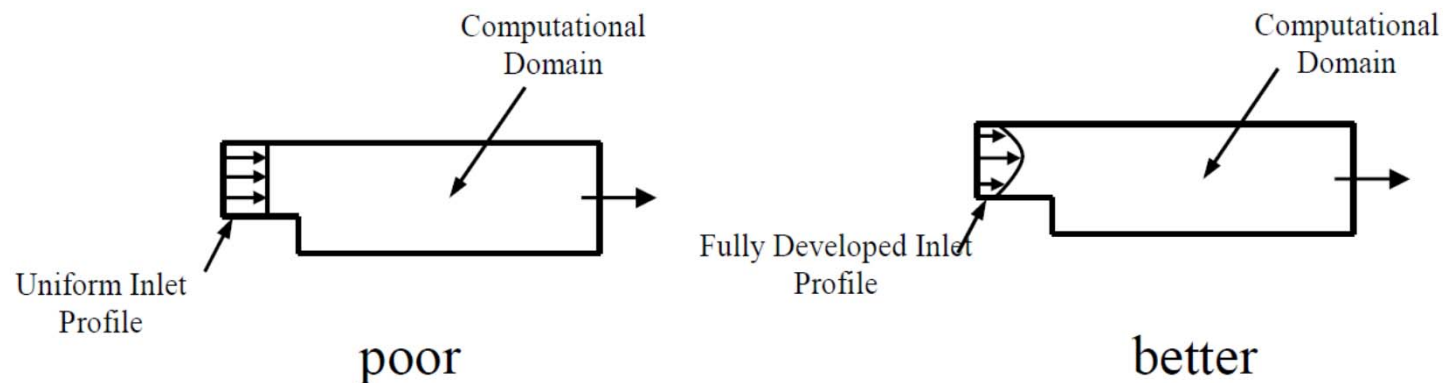 Computational
Domain
Uniform Inlet
Profile
poor
Computational
Domain
Fully Developed Inlet
Profile
better